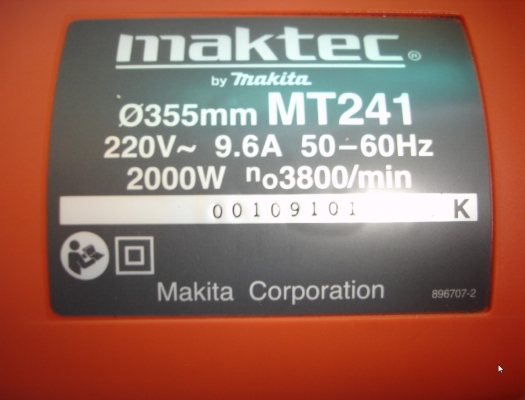 maktec®
by makita
Ø355mm MT241
220V~ 9.6A 50-60Hz
2000W no3800/min
00109101 K
Makita Corporation
896707-2